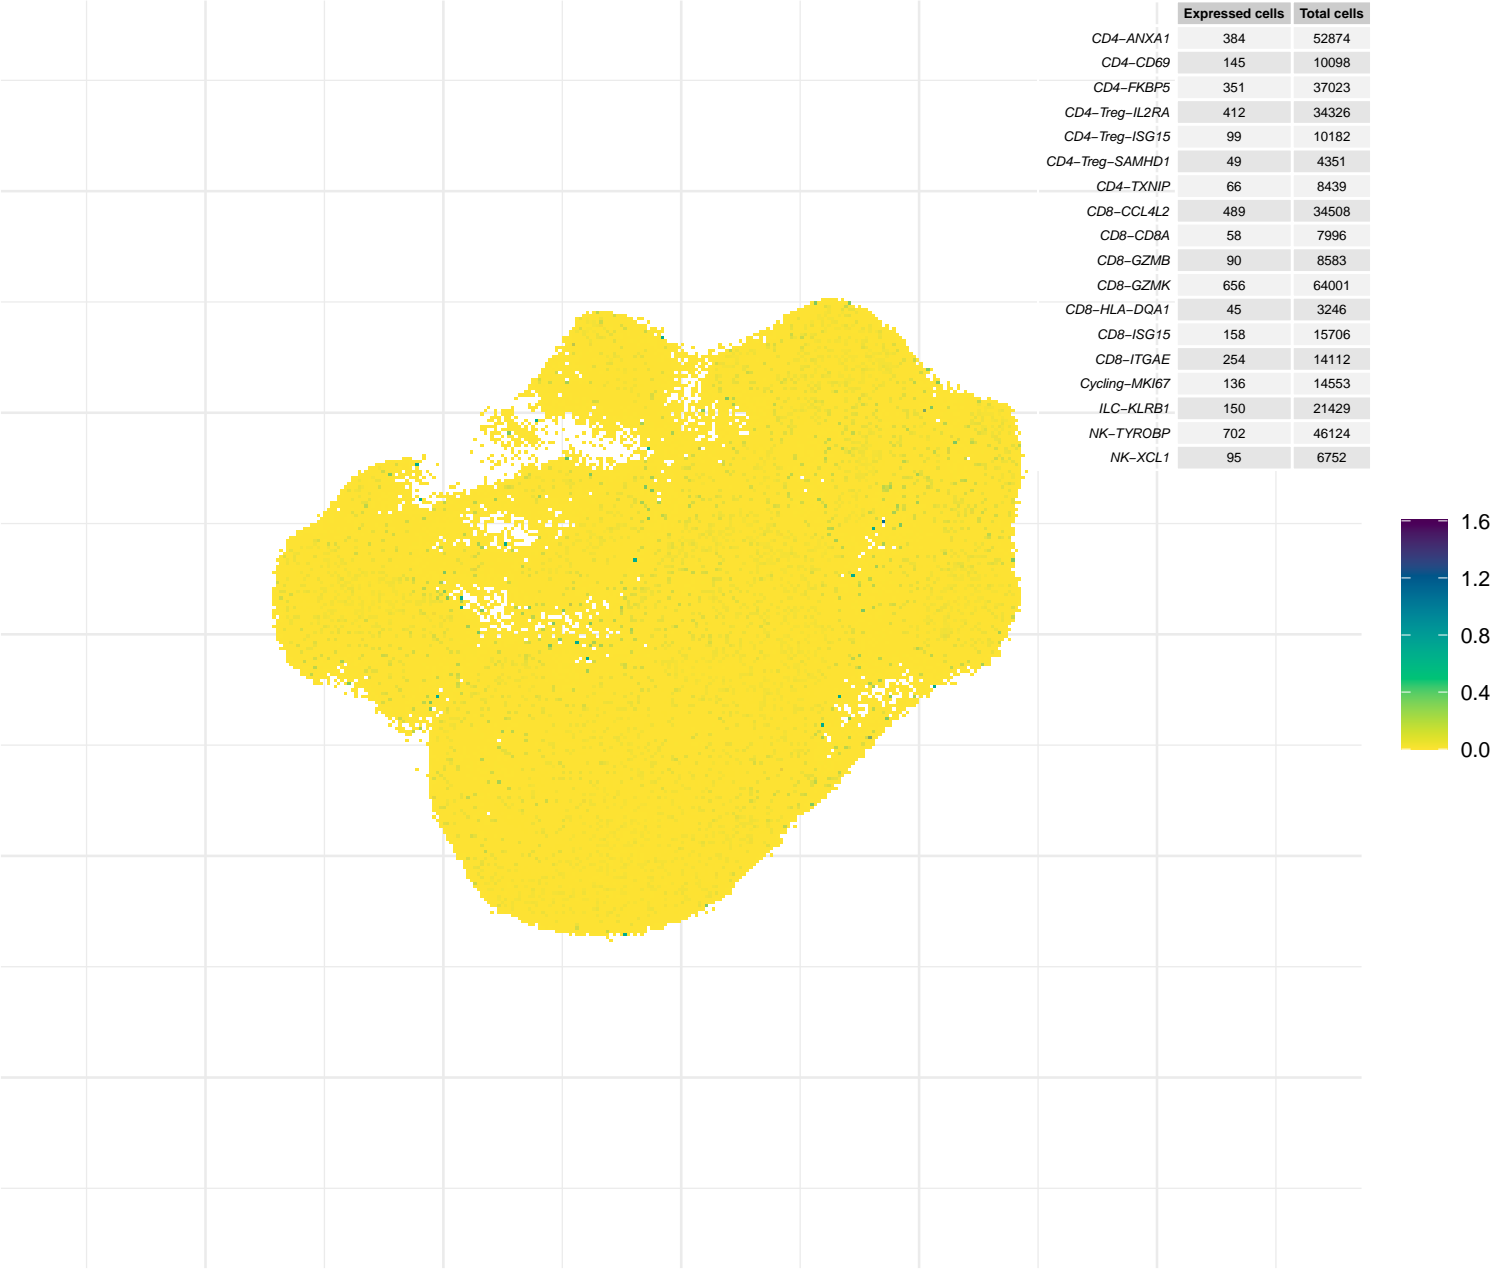 Expressed cells Total cells
CD4−ANXA1 384 52874
CD4−CD69 145 10098
CD4−FKBP5 351 37023
CD4−Treg−IL2RA 412 34326
CD4−Treg−ISG15 99 10182
CD4−Treg−SAMHD1 49 4351
CD4−TXNIP 66 8439
CD8−CCL4L2 489 34508
CD8−CD8A 58 7996
CD8−GZMB 90 8583
CD8−GZMK 656 64001
CD8−HLA−DQA1 45 3246
CD8−ISG15 158 15706
CD8−ITGAE 254 14112
Cycling−MKI67 136 14553
ILC−KLRB1 150 21429
NK−TYROBP 702 46124
NK−XCL1 95 6752
1.6
1.2
0.8
0.4
0.0